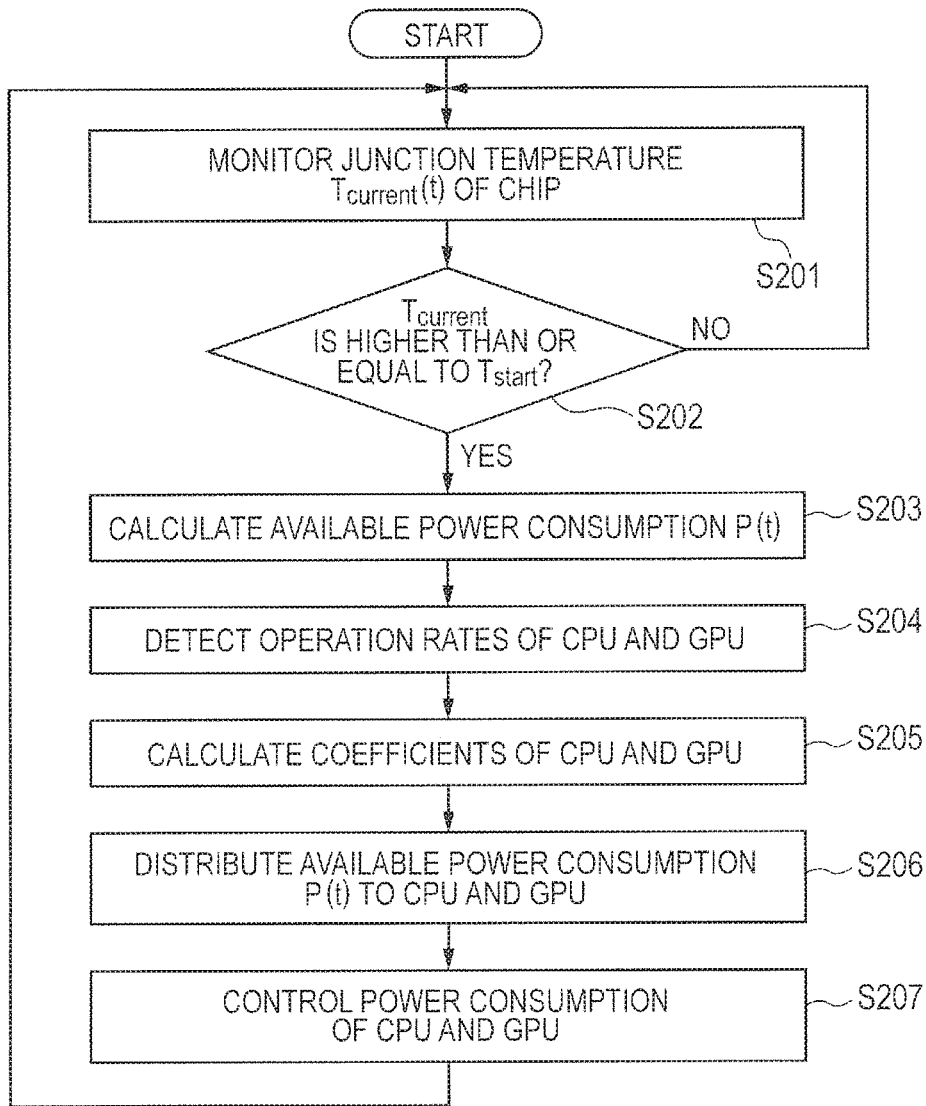 START
MONITOR JUNCTION TEMPERATURE
Tcurrent(t) OF CHIP
S201
Tcurrent
IS HIGHER THAN OR
EQUAL TO Tstart?
NO
S202
YES
CALCULATE AVAILABLE POWER CONSUMPTION P(t)
S203
DETECT OPERATION RATES OF CPU AND GPU
S204
CALCULATE COEFFICIENTS OF CPU AND GPU
S205
DISTRIBUTE AVAILABLE POWER CONSUMPTION
P(t) TO CPU AND GPU
S206
CONTROL POWER CONSUMPTION
OF CPU AND GPU
S207